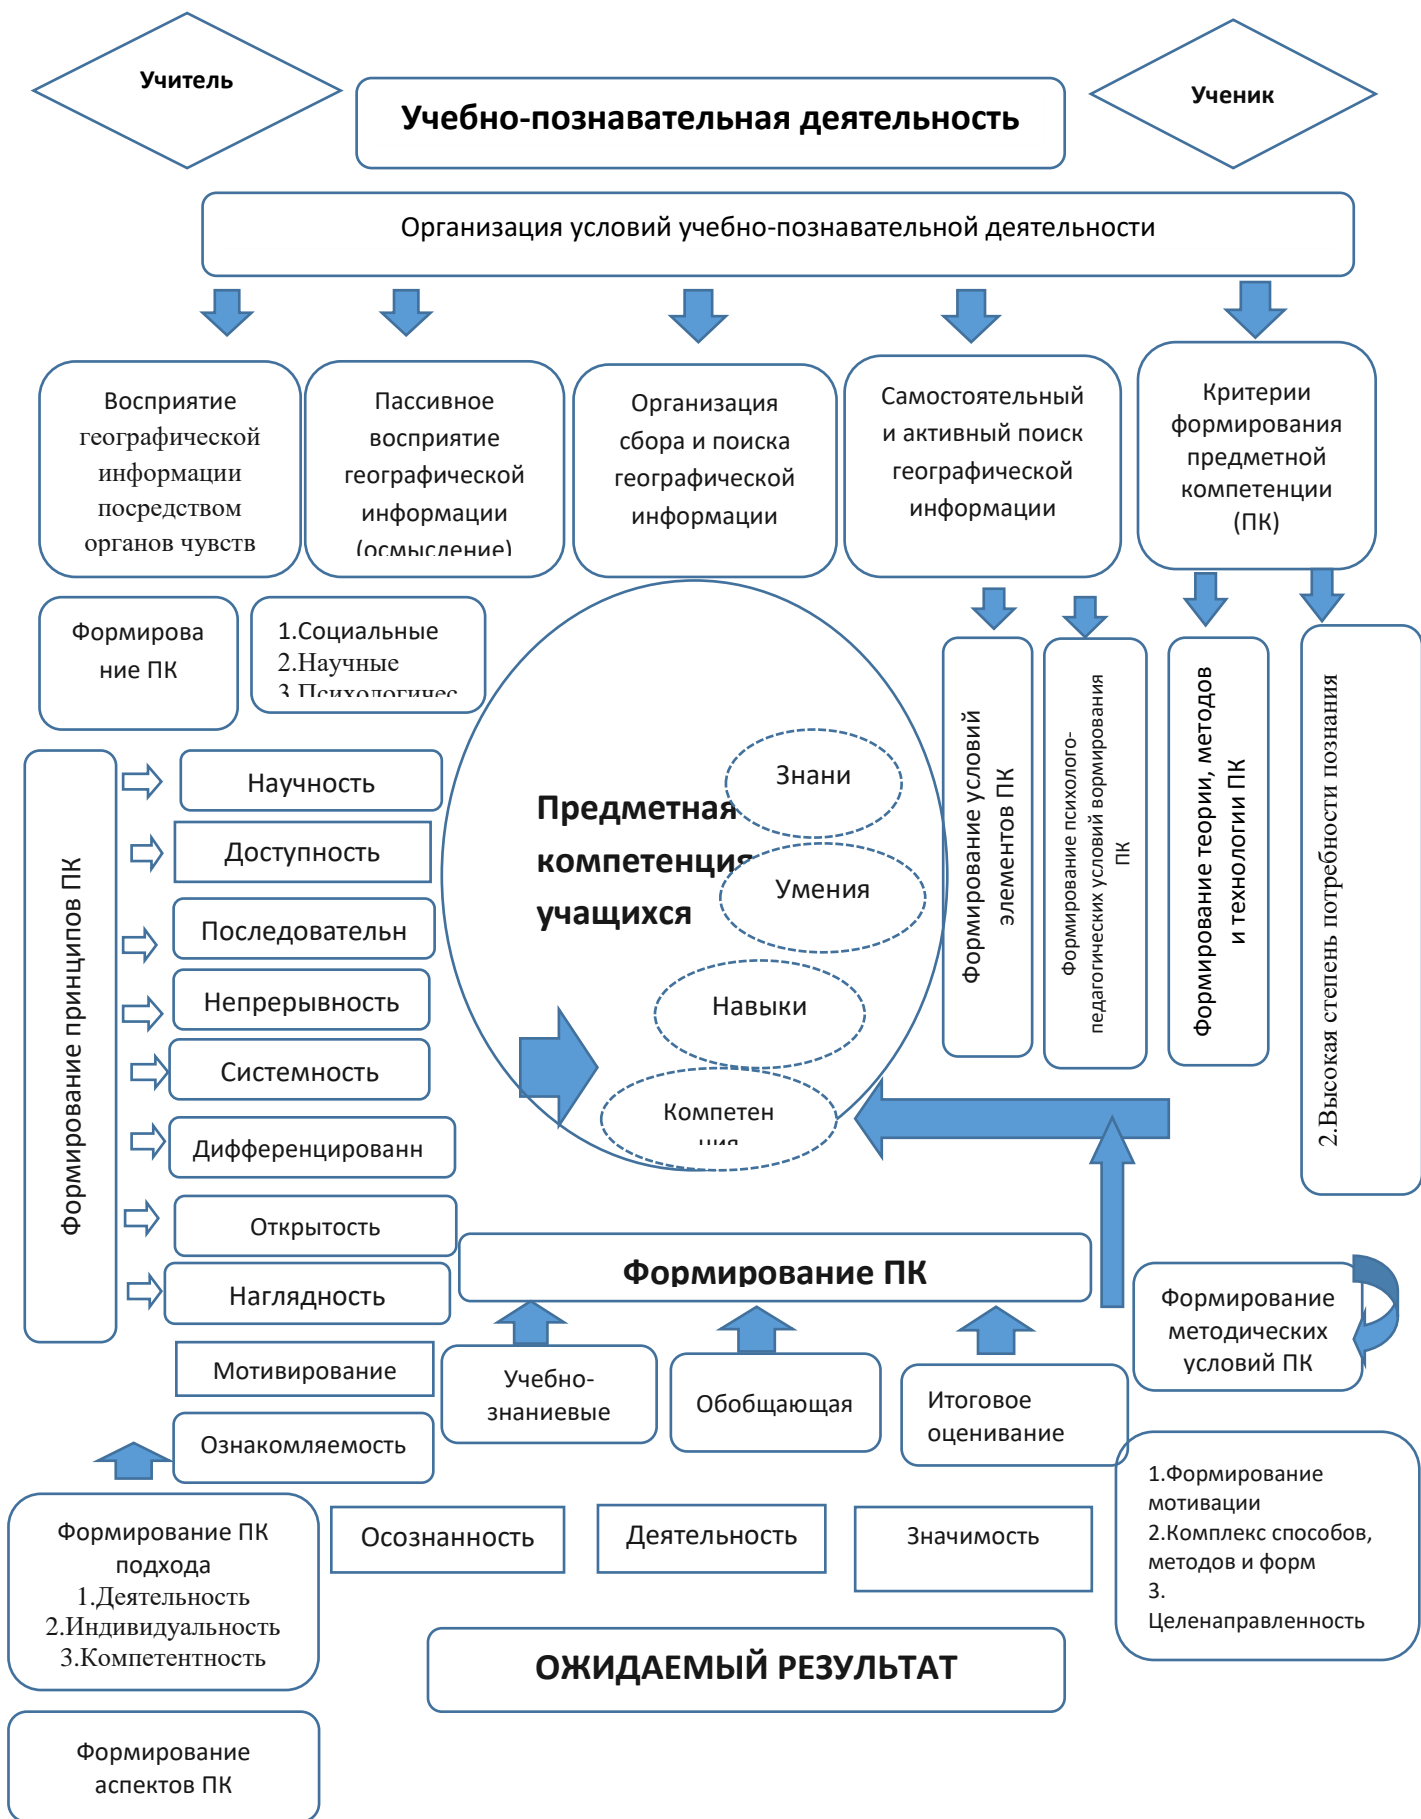 Учитель
Учебно-познавательная деятельность
Ученик
Организация условий учебно-познавательной деятельности
Восприятие
географической
информации
посредством
органов чувств
Пассивное
восприятие
географической
информации
(осмысление)
Организация
сбора и поиска
географической
информации
Самостоятельный
и активный поиск
географической
информации
Критерии
формирования
предметной
компетенции
(ПК)
Формирова
ние ПК
1.Социальные
2.Научные
3.Психологичес
Формирование принципов ПК
Научность
Доступность
Последовательн
Непрерывность
Системность
Дифференцированн
Открытость
Наглядность
Мотивирование
Ознакомляемость
Предметная
компетенция
учащихся
Знани
Умения
Навыки
Компетен
ция
Формирование условий
элементов ПК
Формирование психолого-
педагогических условий вормирования
ПК
Формирование теории, методов
и технологии ПК
2.Высокая степень потребности познания
Формирование ПК
Учебно-
знаниевые
Обобщающая
Итоговое
оценивание
Формирование
методических
условий ПК
1.Формирование
мотивации
2.Комплекс способов,
методов и форм
3.
Целенаправленность
Формирование ПК
подхода
1.Деятельность
2.Индивидуальность
3.Компетентность
Осознанность
Деятельность
Значимость
ОЖИДАЕМЫЙ РЕЗУЛЬТАТ
Формирование
аспектов ПК